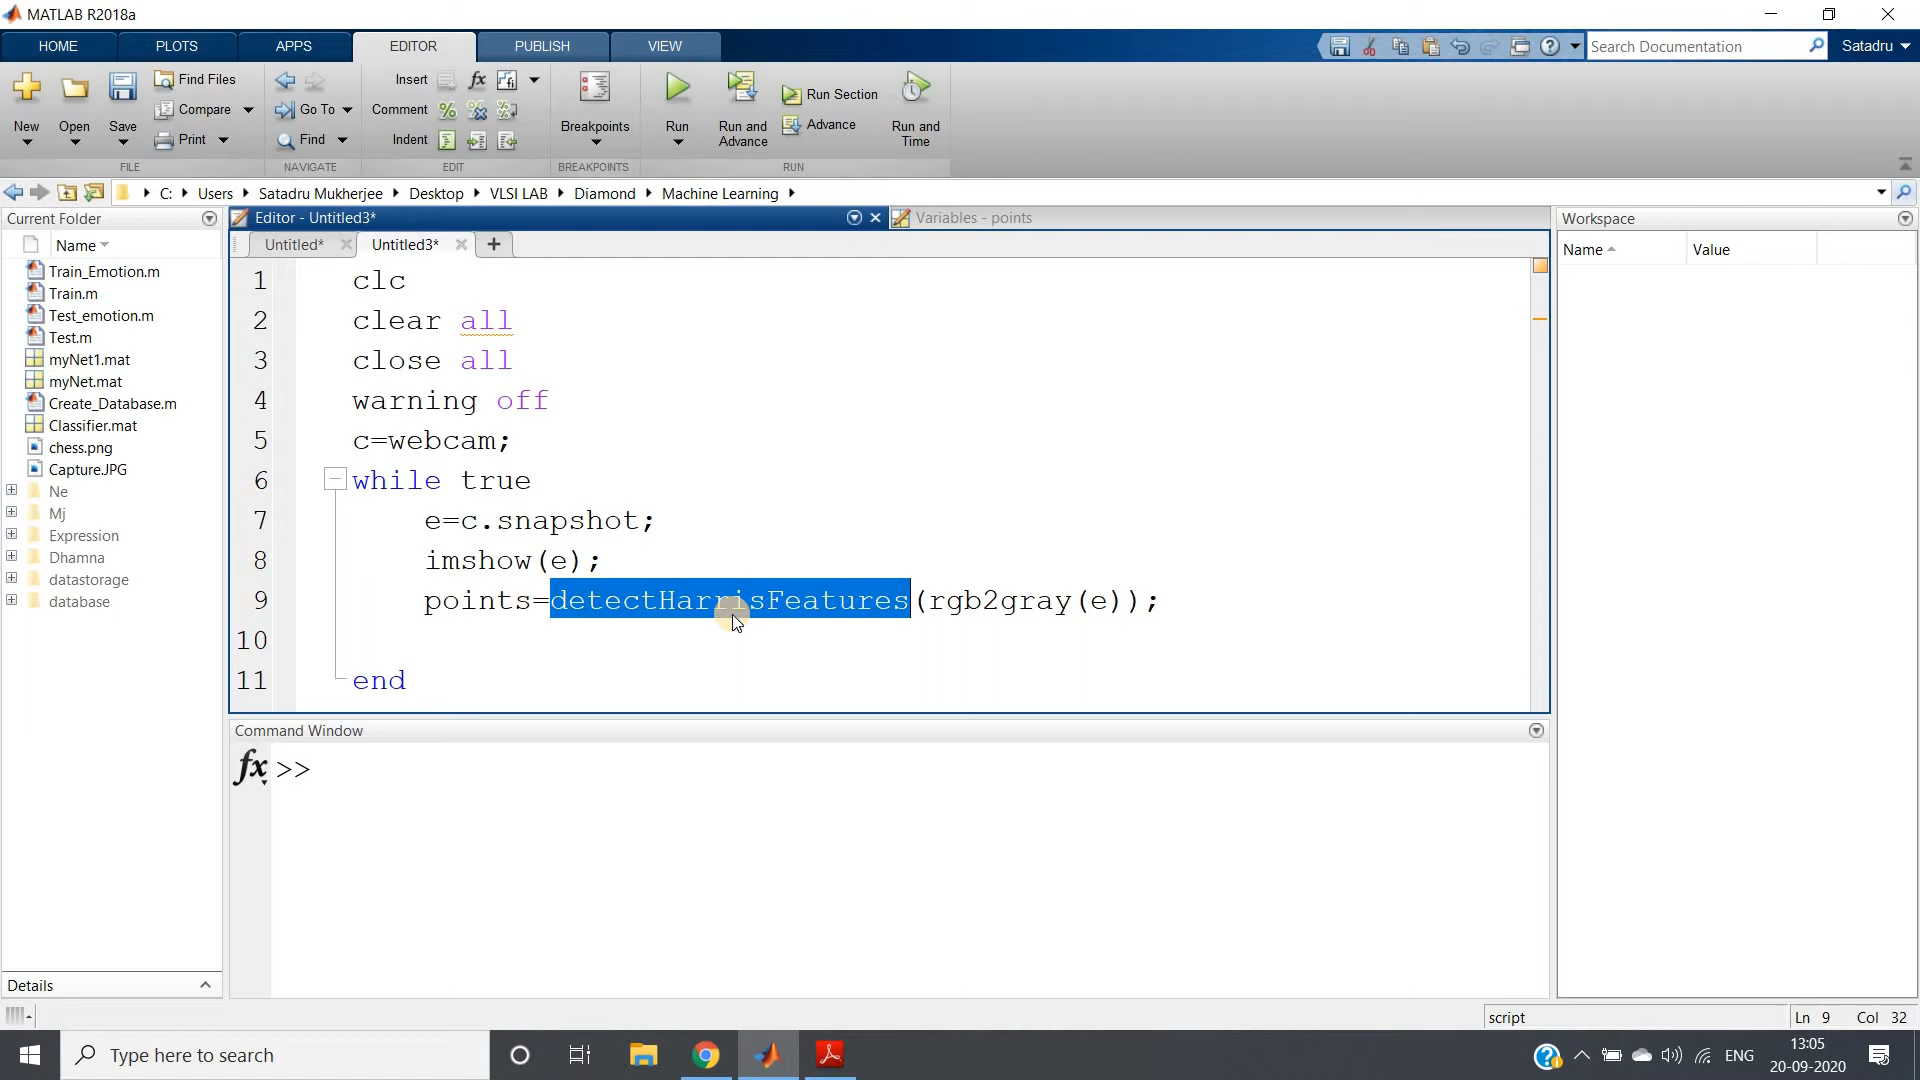 MATLAB R2018a
HOME
PLOTS
APPS
EDITOR
PUBLISH
VIEW
Search Documentation
Satadru
New
Open
Save
Find Files
Compare
Print
FILE
Go To
Find
NAVIGATE
Insert
Comment
Indent
EDIT
Breakpoints
BREAKPOINTS
Run
Run and
Advance
Run Section
Advance
Run and
Time
RUN
C: Users Satadru Mukherjee Desktop VLSI LAB Diamond Machine Learning
Current Folder
Name
Train_Emotion.m
Train.m
Test_emotion.m
Test.m
myNet1.mat
myNet.mat
Create_Database.m
Classifier.mat
chess.png
Capture.JPG
Ne
Mj
Expression
Dhamna
datastorage
database
Details
Editor - Untitled3*
Variables - points
Untitled*
Untitled3*
1 clc
2 clear all
3 close all
4 warning off
5 c=webcam;
6 while true
7 e=c.snapshot;
8 imshow(e);
9 points=detectHarrisFeatures(rgb2gray(e));
10
11 end
Command Window
fx >>
Workspace
Name
Value
script
Ln 9 Col 32
Type here to search
ENG
13:05
20-09-2020